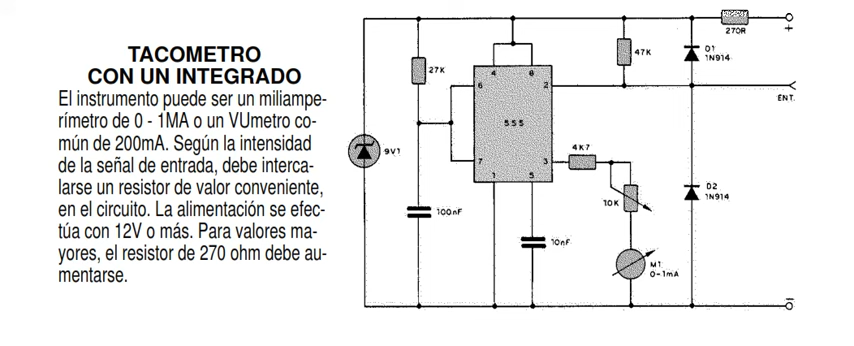 TACOMETRO
CON UN INTEGRADO
El instrumento puede ser un miliampe-
rímetro de 0 - 1MA o un VUmetro co-
mún de 200mA. Según la intensidad
de la señal de entrada, debe interca-
larse un resistor de valor conveniente,
en el circuito. La alimentación se efec-
túa con 12V o más. Para valores ma-
yores, el resistor de 270 ohm debe au-
mentarse.
270R
+
27K
4
8
47K
D1
1N914
6
2
ENT.
555
9V1
7
3
4K7
1
5
10K
D2
1N914
100nF
10nF
M1
0-1mA
-